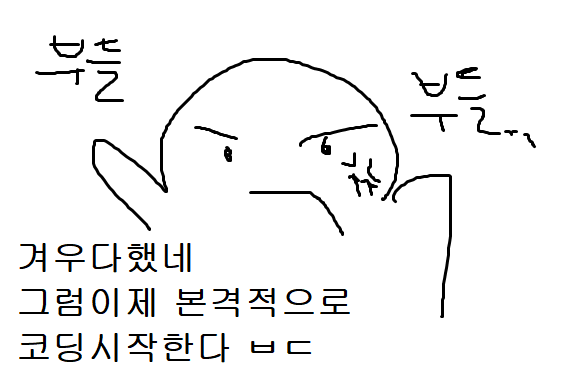 부들
부들...
겨우다했네
그럼이제 본격적으로
코딩시작한다 ㅂㄷ